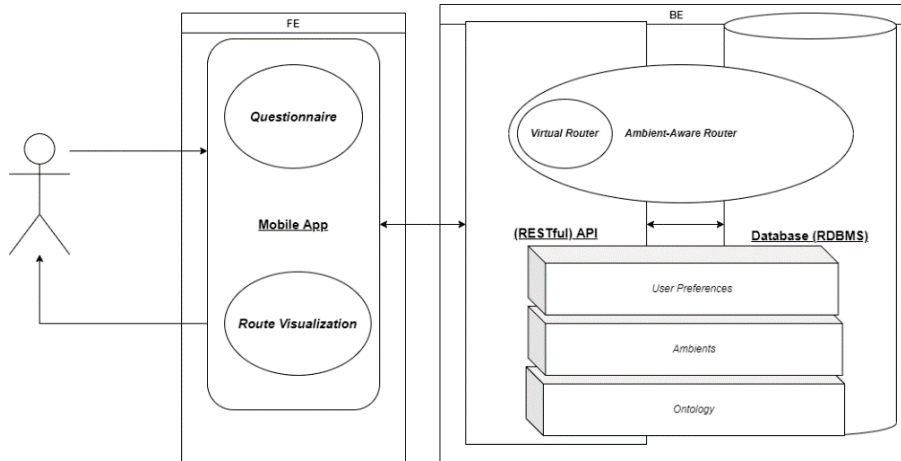 FE
BE
Questionnaire
Mobile App
Route Visualization
Virtual Router
Ambient-Aware Router
(RESTful) API
Database (RDBMS)
User Preferences
Ambients
Ontology